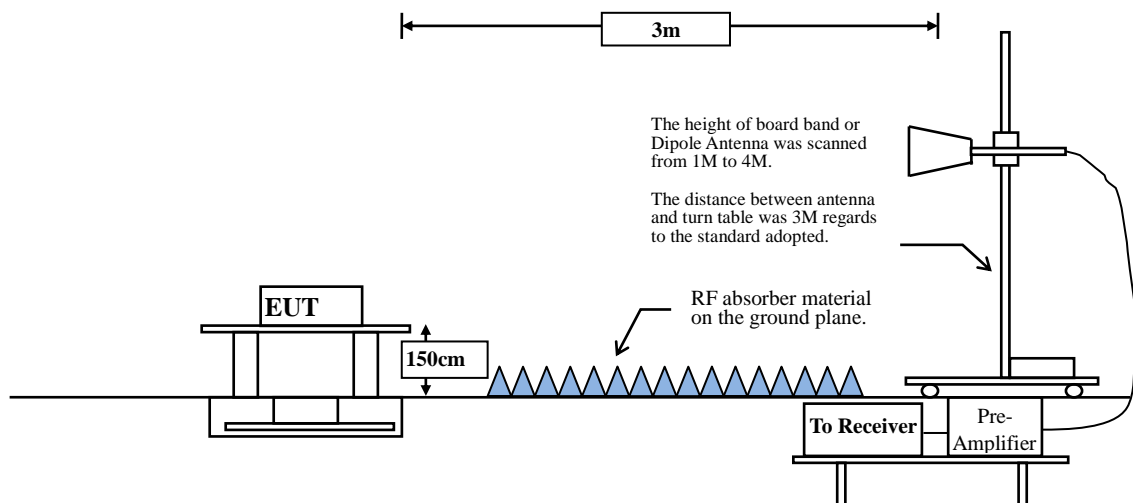 3m
The height of board band or
Dipole Antenna was scanned
from 1M to 4M.
The distance between antenna
and turn table was 3M regards
to the standard adopted.
EUT
RF absorber material
on the ground plane.
150cm
To Receiver
Pre-
Amplifier